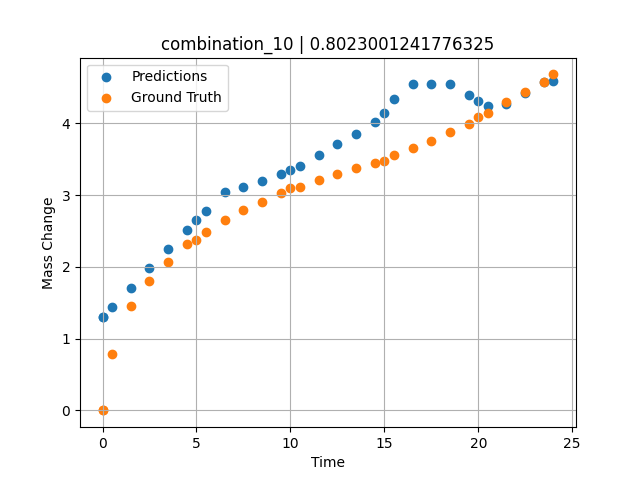 combination_10 | 0.8023001241776325
Predictions
Ground Truth
Mass Change
4
3
2
1
0
0 5 10 15 20 25
Time